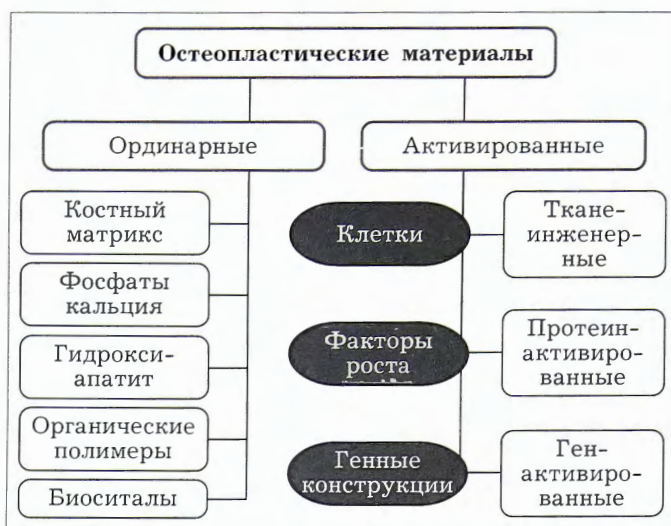 Остеопластические материалы
Ординарные
Активированные
Костный
матрикс
Фосфаты
кальция
Гидрокси-
апатит
Органические
полимеры
Биоситалы
Клетки
Ткане-
инженер-
ные
Факторы
роста
Протеин-
активиро-
ванные
Генные
конструкции
Ген-
активиро-
ванные